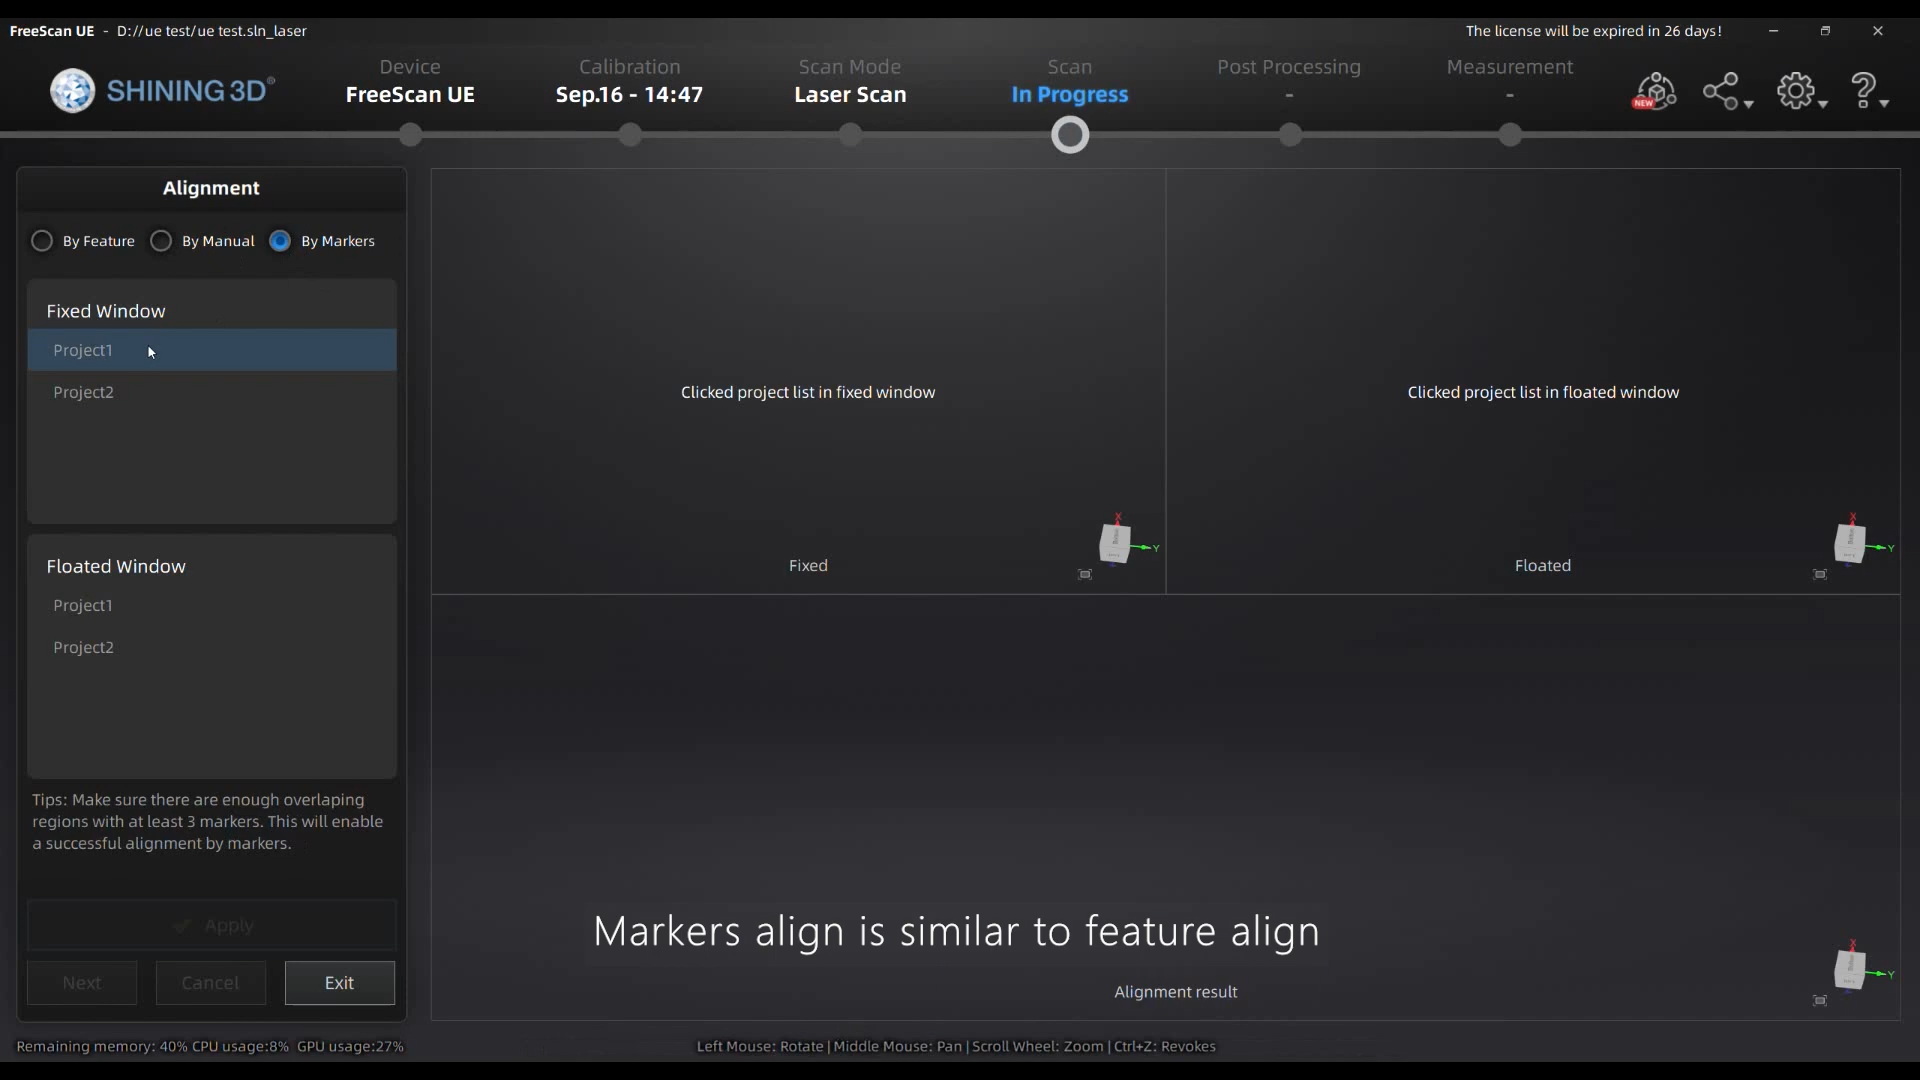 FreeScan UE - D://ue test/ue test.sln_laser
The license will be expired in 26 days!
SHINING 3D®
Device
FreeScan UE
Calibration
Sep.16 - 14:47
Scan Mode
Laser Scan
Scan
In Progress
Post Processing
-
Measurement
-
NEW
?
Alignment
By Feature
By Manual
By Markers
Fixed Window
Project1
Project2
Floated Window
Project1
Project2
Tips: Make sure there are enough overlaping
regions with at least 3 markers. This will enable
a successful alignment by markers.
Apply
Next
Cancel
Exit
Clicked project list in fixed window
Fixed
X
Y
Clicked project list in floated window
Floated
X
Y
Markers align is similar to feature align
Alignment result
X
Y
Remaining memory: 40% CPU usage:8% GPU usage:27%
Left Mouse: Rotate | Middle Mouse: Pan | Scroll Wheel: Zoom | Ctrl+Z: Revokes